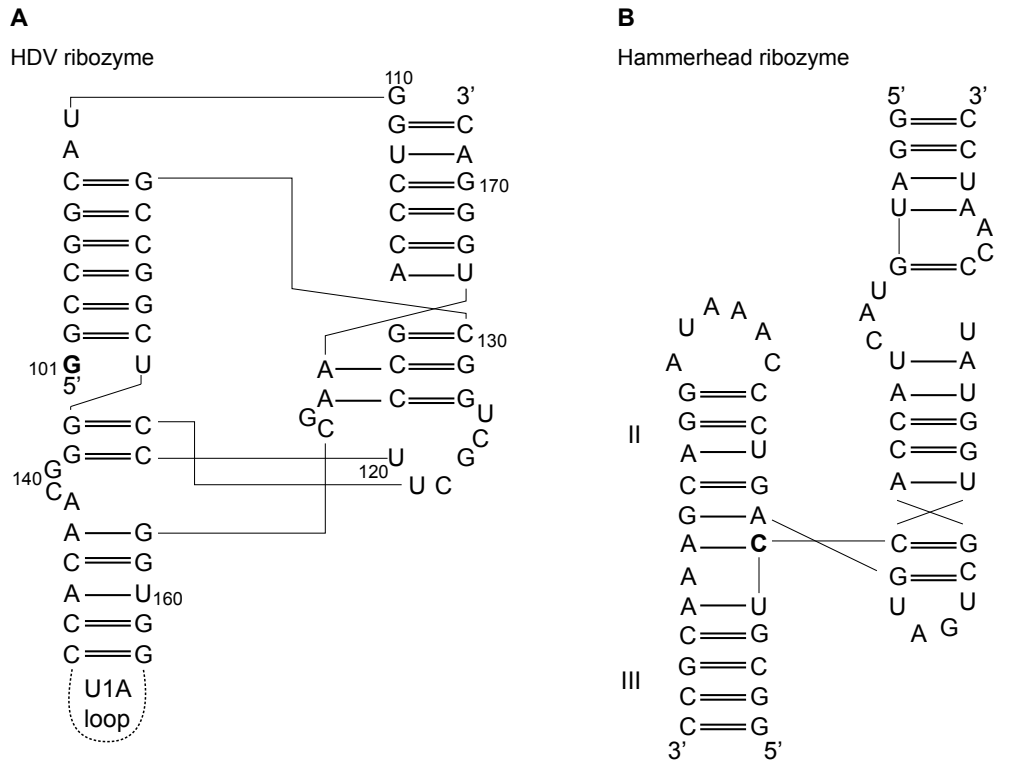 A
HDV ribozyme
110
G 3'
U G C
A U A
C G C G 170
G C C G
G C C G
C G A U
C G
G C G C 130
101 G U A C G
5'
A C G
G C U
G C G C
C
G C U G
140 G 120
C A U C
A G
C G
A U 160
C G
C G
U1A
loop
B
Hammerhead ribozyme
5' 3'
G C
G C
A U
U A
A
C
G C
U
A
C U
U A
A U
C G
C G
A U
C G
G C
U U
A G
A A
U A
A C
G C
G C
II
A U
C G
G A
A C
A
A U
C G
G C
III
C G
C G
3' 5'